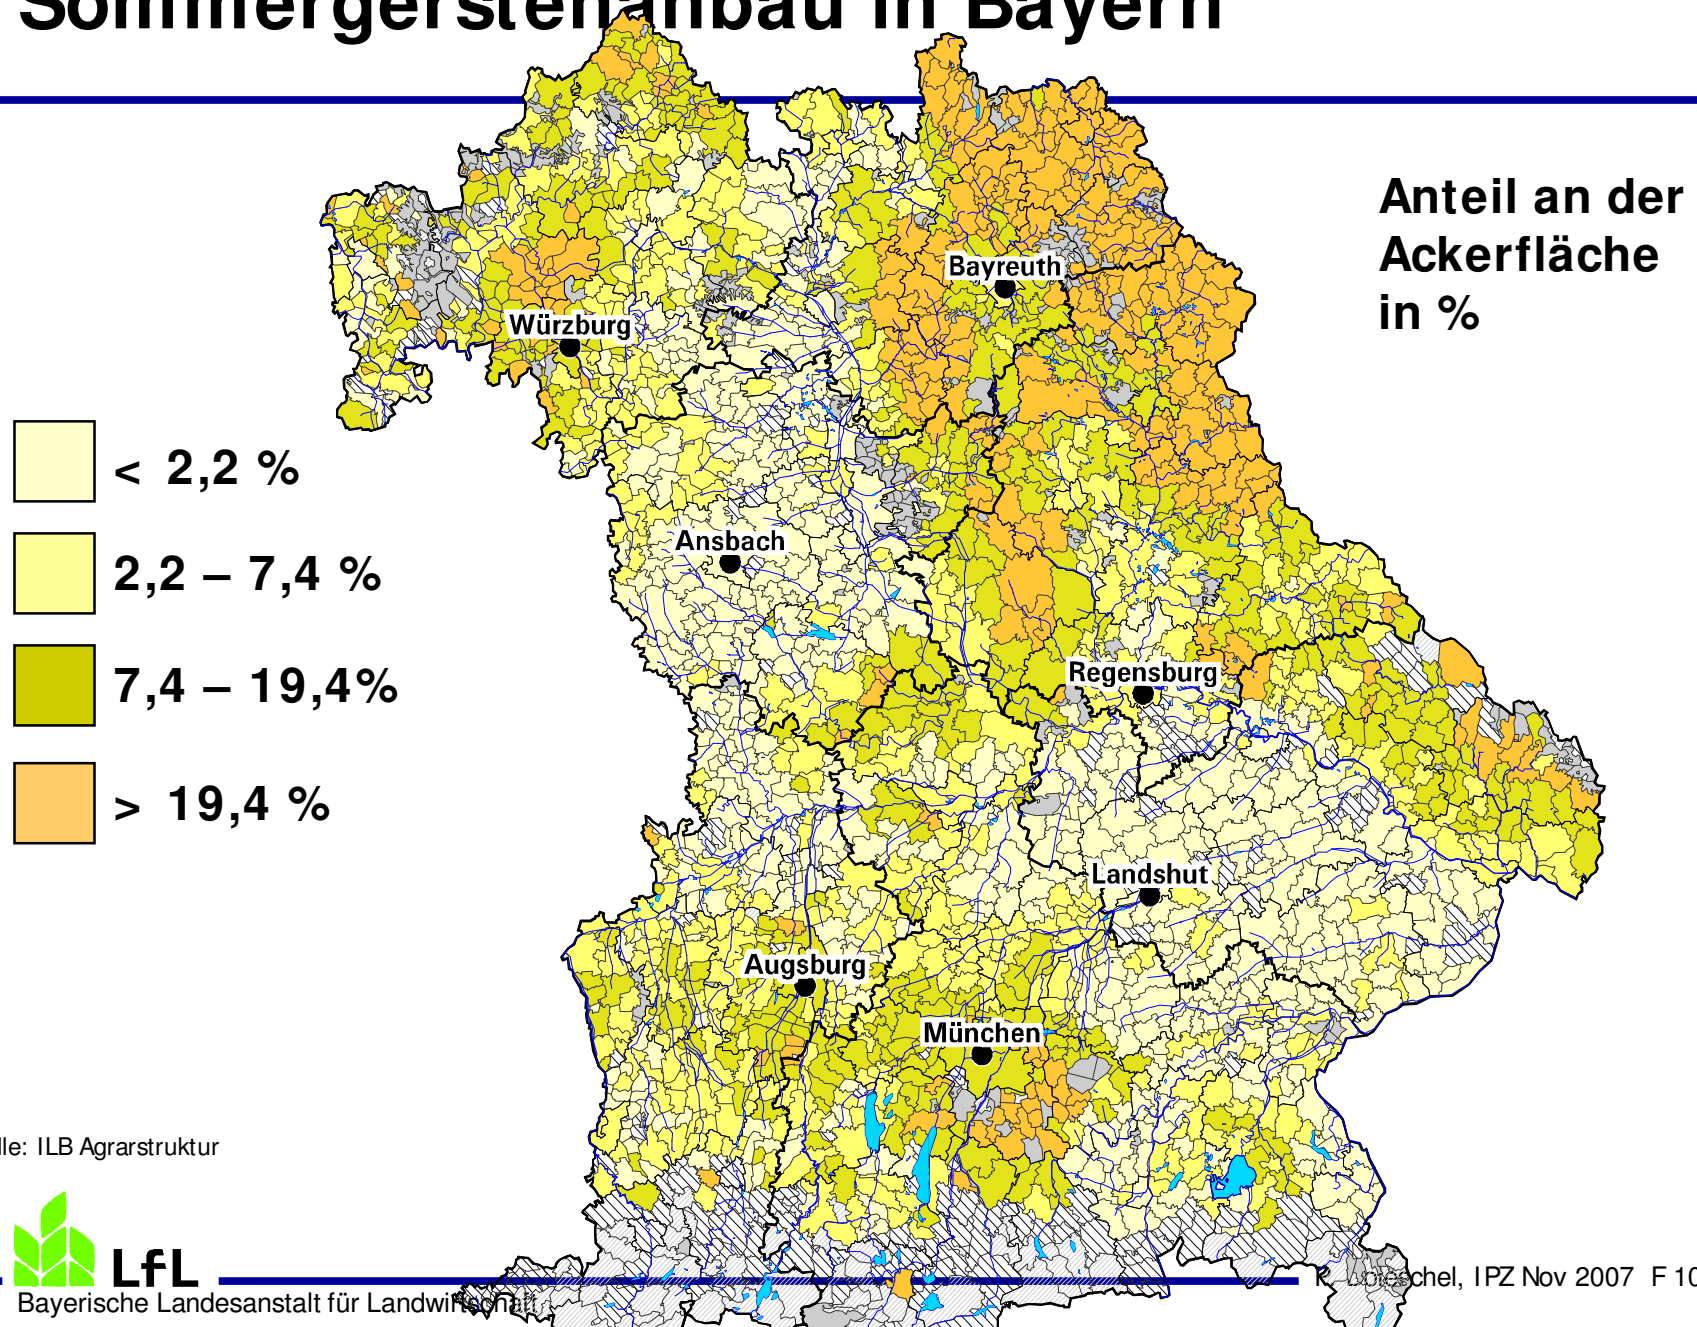 Sommergerstenanbau in Bayern
Anteil an der
Ackerfläche
in %
Bayreuth
Würzburg
< 2,2 %
2,2 – 7,4 %
Ansbach
7,4 – 19,4%
Regensburg
> 19,4 %
Landshut
Augsburg
München
lle: ILB Agrarstruktur
LfL
Bayerische Landesanstalt für Landwirtschaft
IPZ Nov 2007 F 10